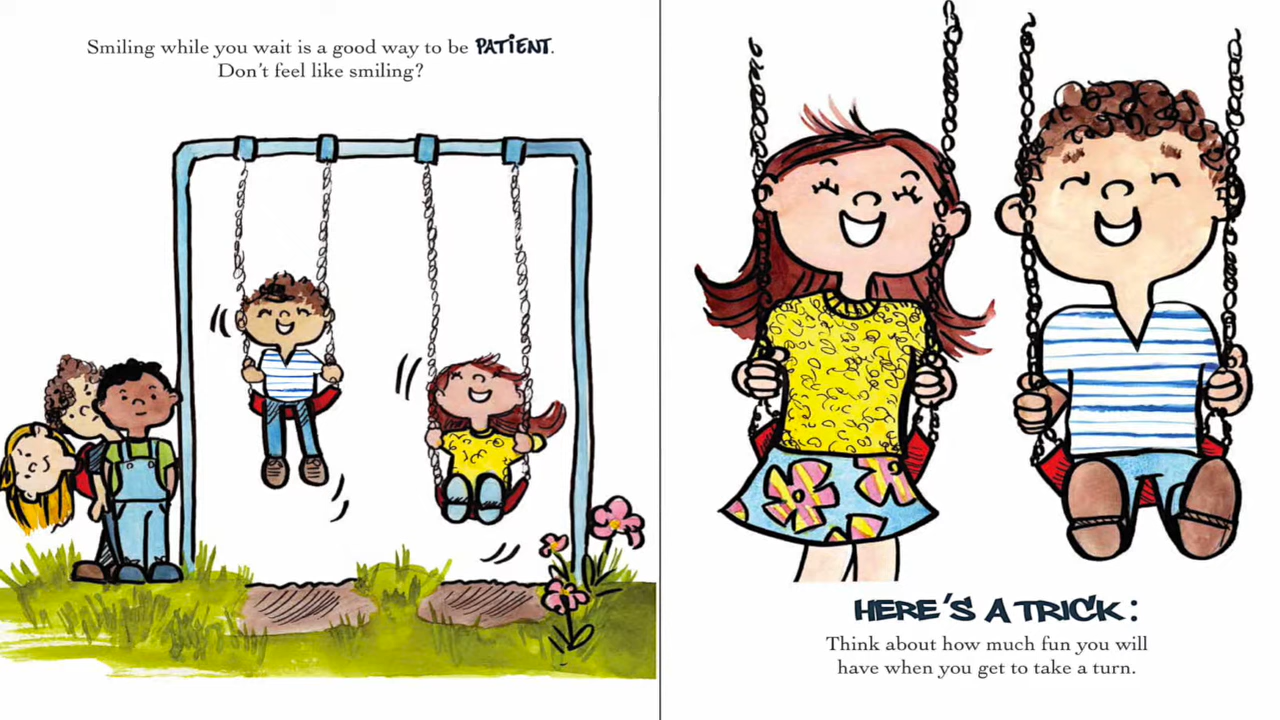 Smiling while you wait is a good way to be PATIENT.
Don't feel like smiling?
HERE'S A TRICK:
Think about how much fun you will
have when you get to take a turn.